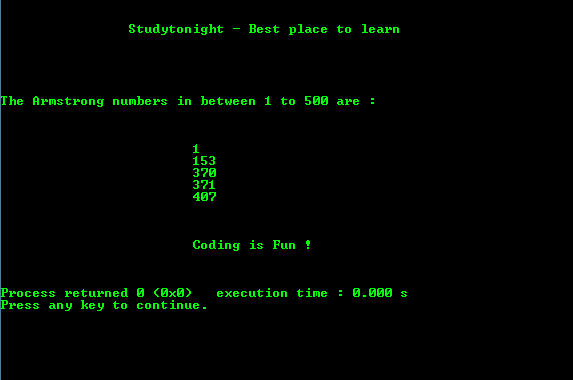 Studytonight - Best place to learn
The Armstrong numbers in between 1 to 500 are :
1
153
370
371
407
Coding is Fun !
Process returned 0 (0x0)   execution time : 0.000 s
Press any key to continue.